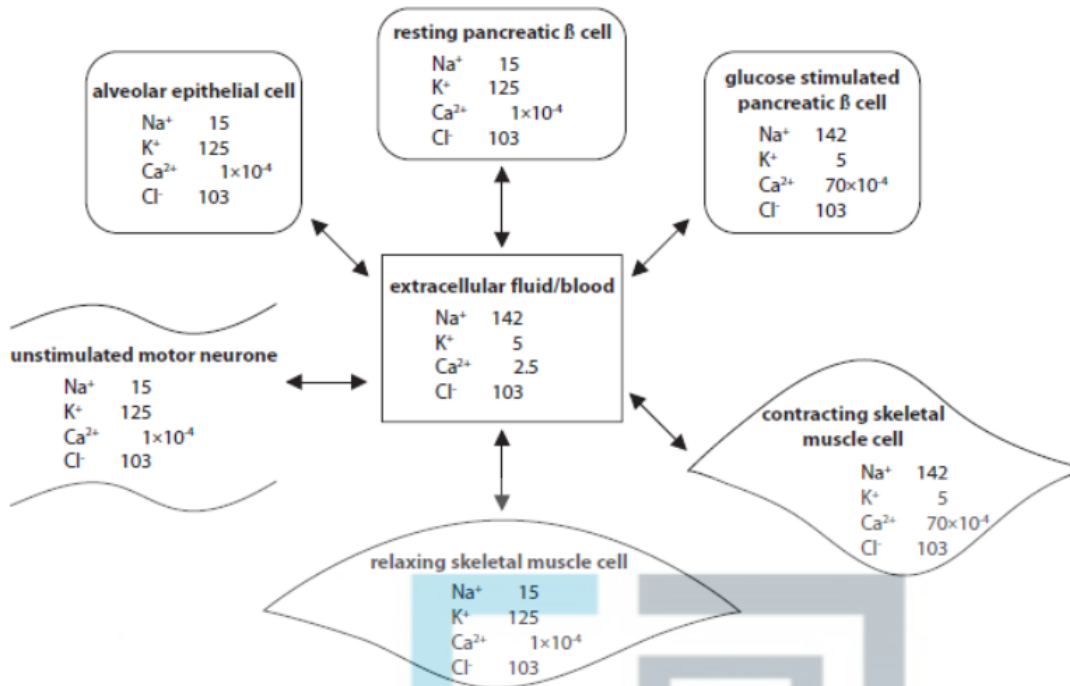 resting pancreatic ß cell
Na⁺ 15
K⁺ 125
Ca²⁺ 1×10⁻⁴
Cl⁻ 103
alveolar epithelial cell
Na⁺ 15
K⁺ 125
Ca²⁺ 1×10⁻⁴
Cl⁻ 103
glucose stimulated
pancreatic ß cell
Na⁺ 142
K⁺ 5
Ca²⁺ 70×10⁻⁴
Cl⁻ 103
extracellular fluid/blood
Na⁺ 142
K⁺ 5
Ca²⁺ 2.5
Cl⁻ 103
unstimulated motor neurone
Na⁺ 15
K⁺ 125
Ca²⁺ 1×10⁻⁴
Cl⁻ 103
contracting skeletal
muscle cell
Na⁺ 142
K⁺ 5
Ca²⁺ 70×10⁻⁴
Cl⁻ 103
relaxing skeletal muscle cell
Na⁺ 15
K⁺ 125
Ca²⁺ 1×10⁻⁴
Cl⁻ 103